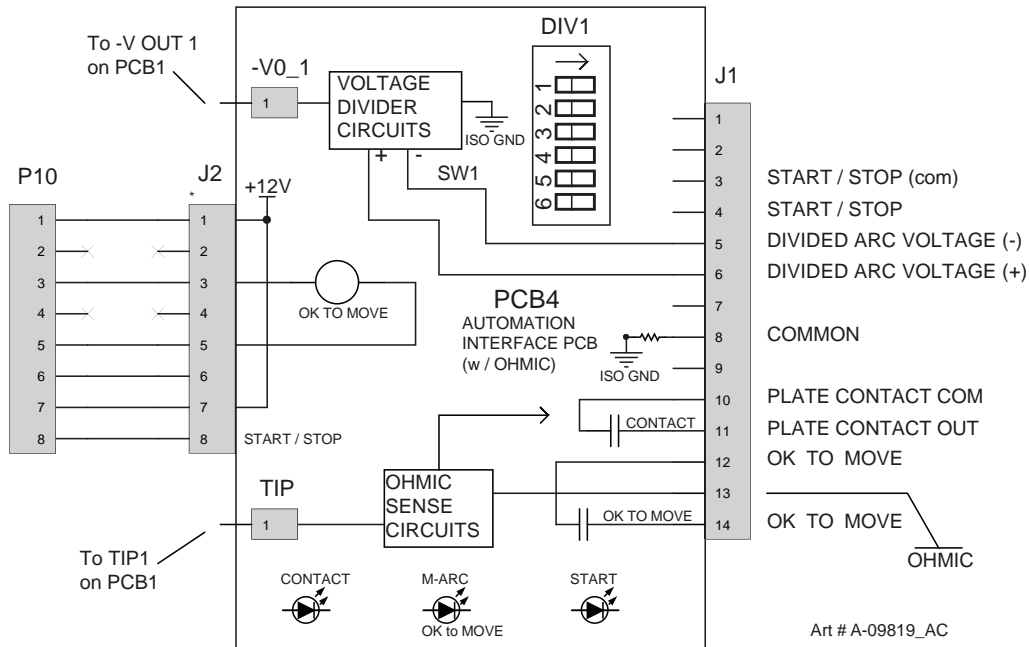 DIV1
To -V OUT 1
on PCB1
-V0_1
1
VOLTAGE
DIVIDER
CIRCUITS
+ -
ISO GND
SW1
1
2
3
4
5
6
J1
1
2
3
4
5
6
7
8
9
10
11
12
13
14
START / STOP (com)
START / STOP
DIVIDED ARC VOLTAGE (-)
DIVIDED ARC VOLTAGE (+)
COMMON
PLATE CONTACT COM
PLATE CONTACT OUT
OK TO MOVE
OK TO MOVE
OHMIC
P10
1
2
3
4
5
6
7
8
J2
*
1
2
3
4
5
6
7
8
+12V
OK TO MOVE
START / STOP
PCB4
AUTOMATION
INTERFACE PCB
(w / OHMIC)
ISO GND
CONTACT
OK TO MOVE
TIP
1
OHMIC
SENSE
CIRCUITS
To TIP1
on PCB1
CONTACT
M-ARC
OK to MOVE
START
Art # A-09819_AC